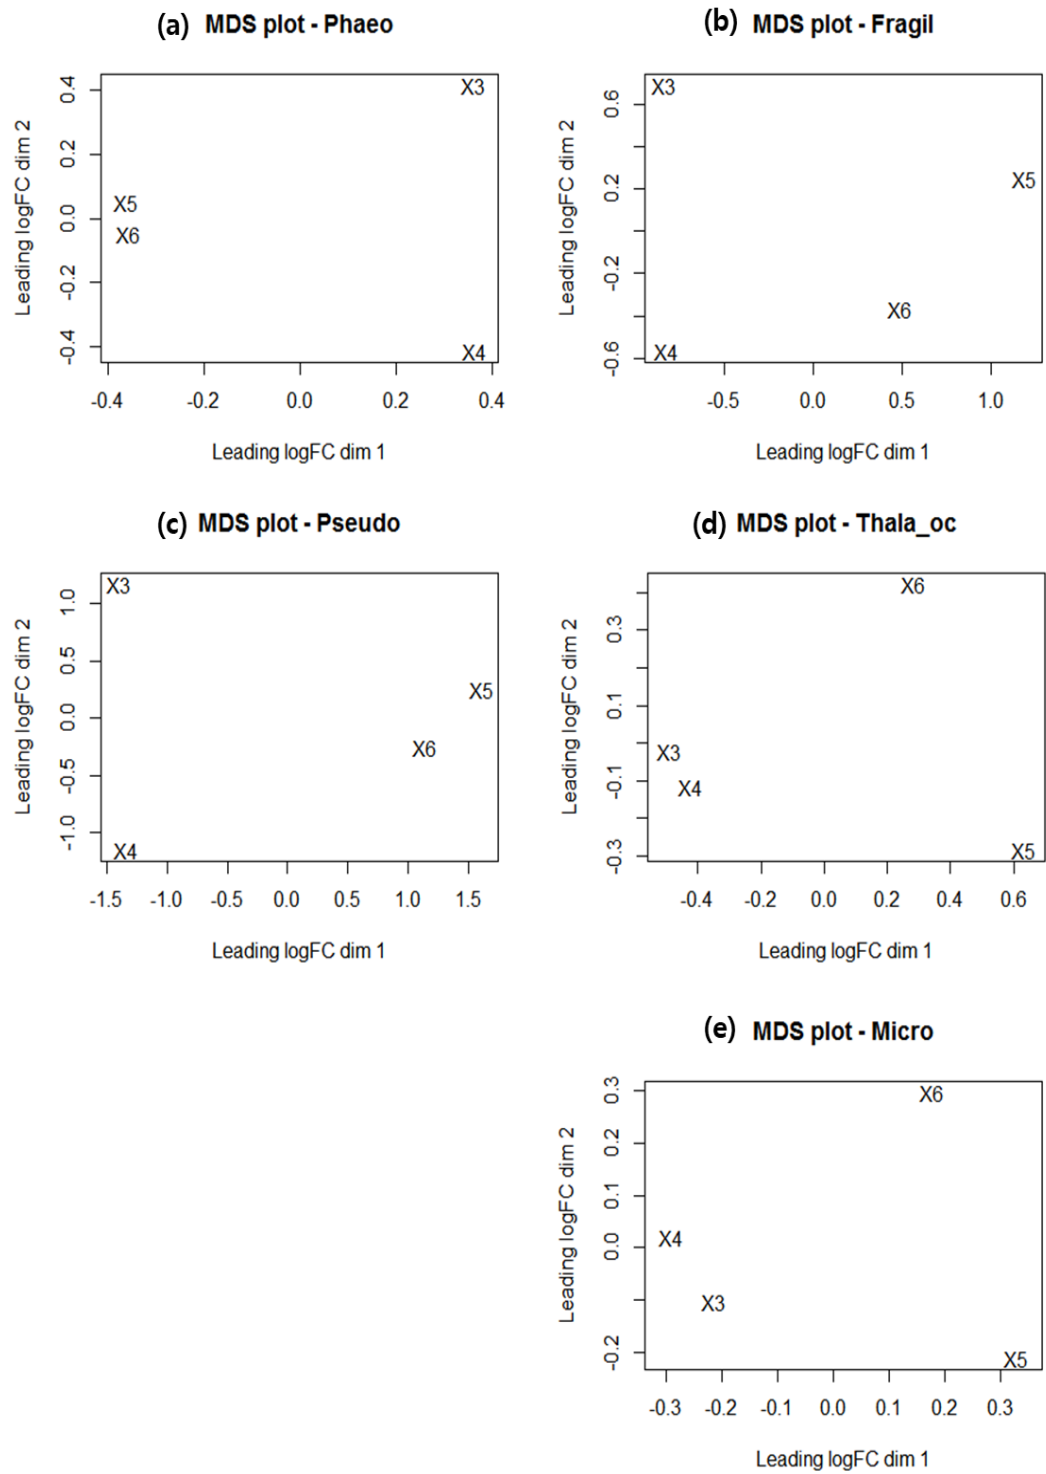 (a) MDS plot - Phaeo
Leading logFC dim 2
0.4
0.2
0.0
-0.2
-0.4
X3
X5
X6
X4
-0.4 -0.2 0.0 0.2 0.4
Leading logFC dim 1
(b) MDS plot - Fragil
Leading logFC dim 2
0.6
0.2
-0.2
-0.6
X3
X5
X6
X4
-0.5 0.0 0.5 1.0
Leading logFC dim 1
(c) MDS plot - Pseudo
Leading logFC dim 2
1.0
0.5
0.0
-0.5
-1.0
X3
X5
X6
X4
-1.5 -1.0 -0.5 0.0 0.5 1.0 1.5
Leading logFC dim 1
(d) MDS plot - Thala_oc
Leading logFC dim 2
0.3
0.1
-0.1
-0.3
X6
X3
X4
X5
-0.4 -0.2 0.0 0.2 0.4 0.6
Leading logFC dim 1
(e) MDS plot - Micro
Leading logFC dim 2
0.3
0.2
0.1
0.0
-0.2
X6
X4
X3
X5
-0.3 -0.2 -0.1 0.0 0.1 0.2 0.3
Leading logFC dim 1